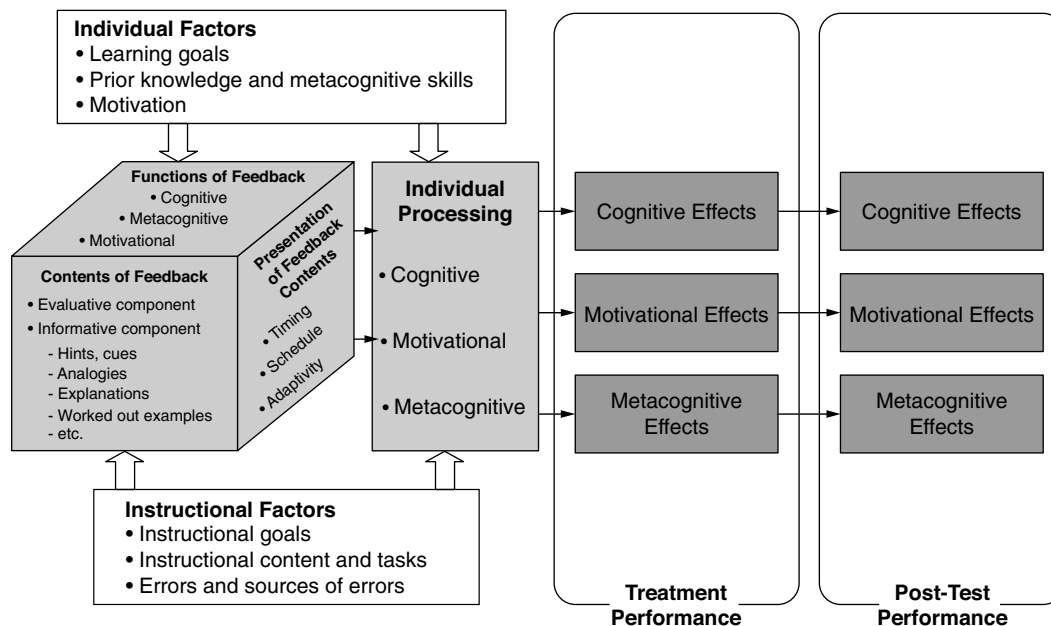 Individual Factors
• Learning goals
• Prior knowledge and metacognitive skills
• Motivation
Functions of Feedback
• Cognitive
• Metacognitive
• Motivational
Contents of Feedback
• Evaluative component
• Informative component
- Hints, cues
- Analogies
- Explanations
- Worked out examples
- etc.
Presentation
of Feedback
Contents
• Timing
• Schedule
• Adaptivity
Individual
Processing
• Cognitive
• Motivational
• Metacognitive
Instructional Factors
• Instructional goals
• Instructional content and tasks
• Errors and sources of errors
Cognitive Effects
Motivational Effects
Metacognitive
Effects
Treatment
Performance
Cognitive Effects
Motivational Effects
Metacognitive
Effects
Post-Test
Performance